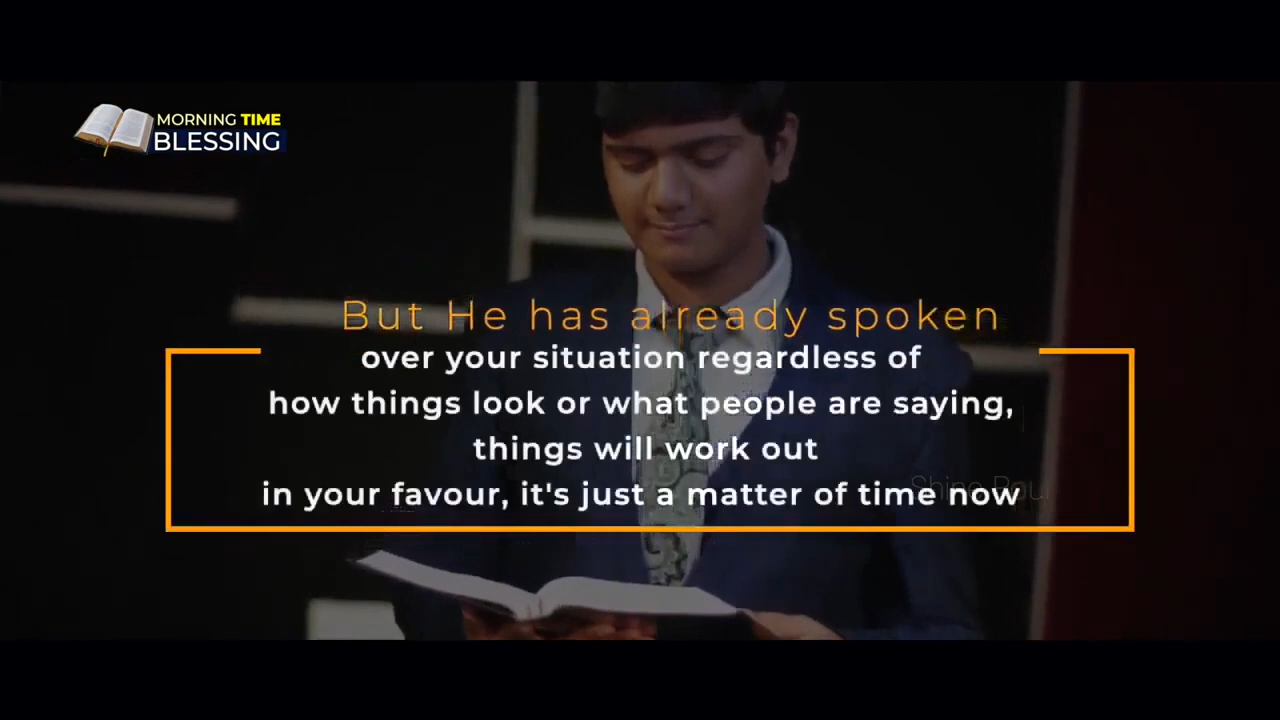 MORNING TIME
BLESSING
But He has already spoken
over your situation regardless of
how things look or what people are saying,
things will work out
in your favour, it's just a matter of time now